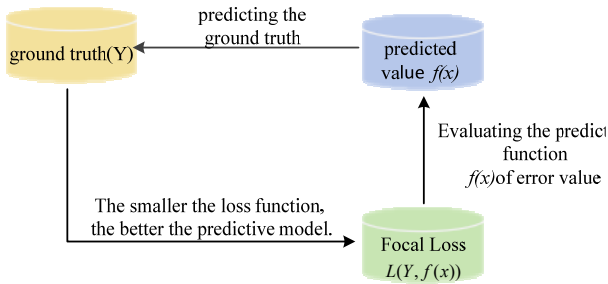 predicting the
ground truth
ground truth(Y)
predicted
value f(x)
Evaluating the predict
function
f(x)of error value
The smaller the loss function,
the better the predictive model.
Focal Loss
L(Y, f(x))